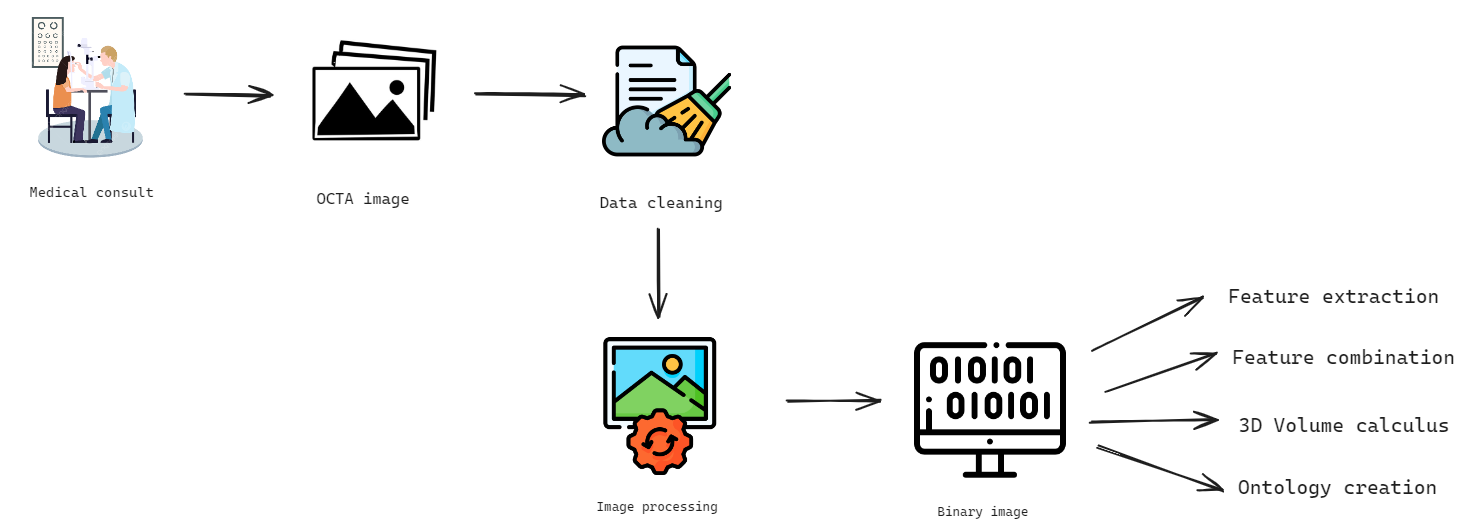 Medical consult
OCTA image
Data cleaning
Image processing
010101
010101
Binary image
Feature extraction
Feature combination
3D Volume calculus
Ontology creation